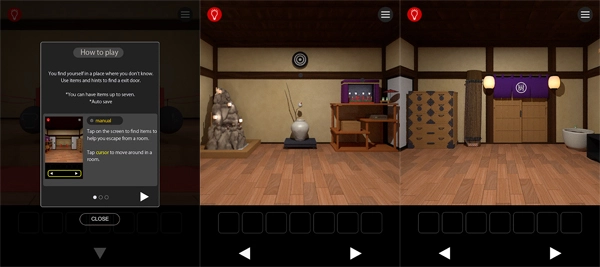 How to play
You find yourself in a place where you don't know.
Use items and hints to find a exit door.
*You can have items up to seven.
*Auto save
manual
Tap on the screen to find items to
help you escape from a room.
Tap cursor to move around in a
room.
CLOSE